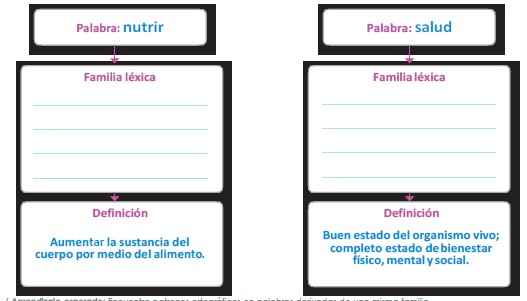 Palabra: nutrir
Familia léxica
Definición
Aumentar la sustancia del
cuerpo por medio del alimento.
Palabra: salud
Familia léxica
Definición
Buen estado del organismo vivo;
completo estado de bienestar
físico, mental y social.